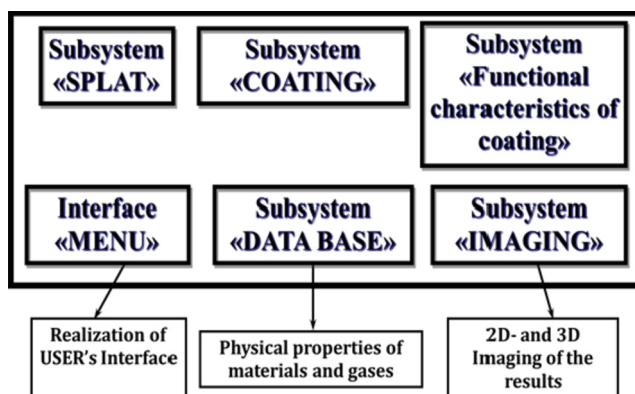 Subsystem
«SPLAT»
Subsystem
«COATING»
Subsystem
«Functional
characteristics of
coating»
Interface
«MENU»
Subsystem
«DATA BASE»
Subsystem
«IMAGING»
Realization of
USER's Interface
Physical properties of
materials and gases
2D- and 3D
Imaging of the
results